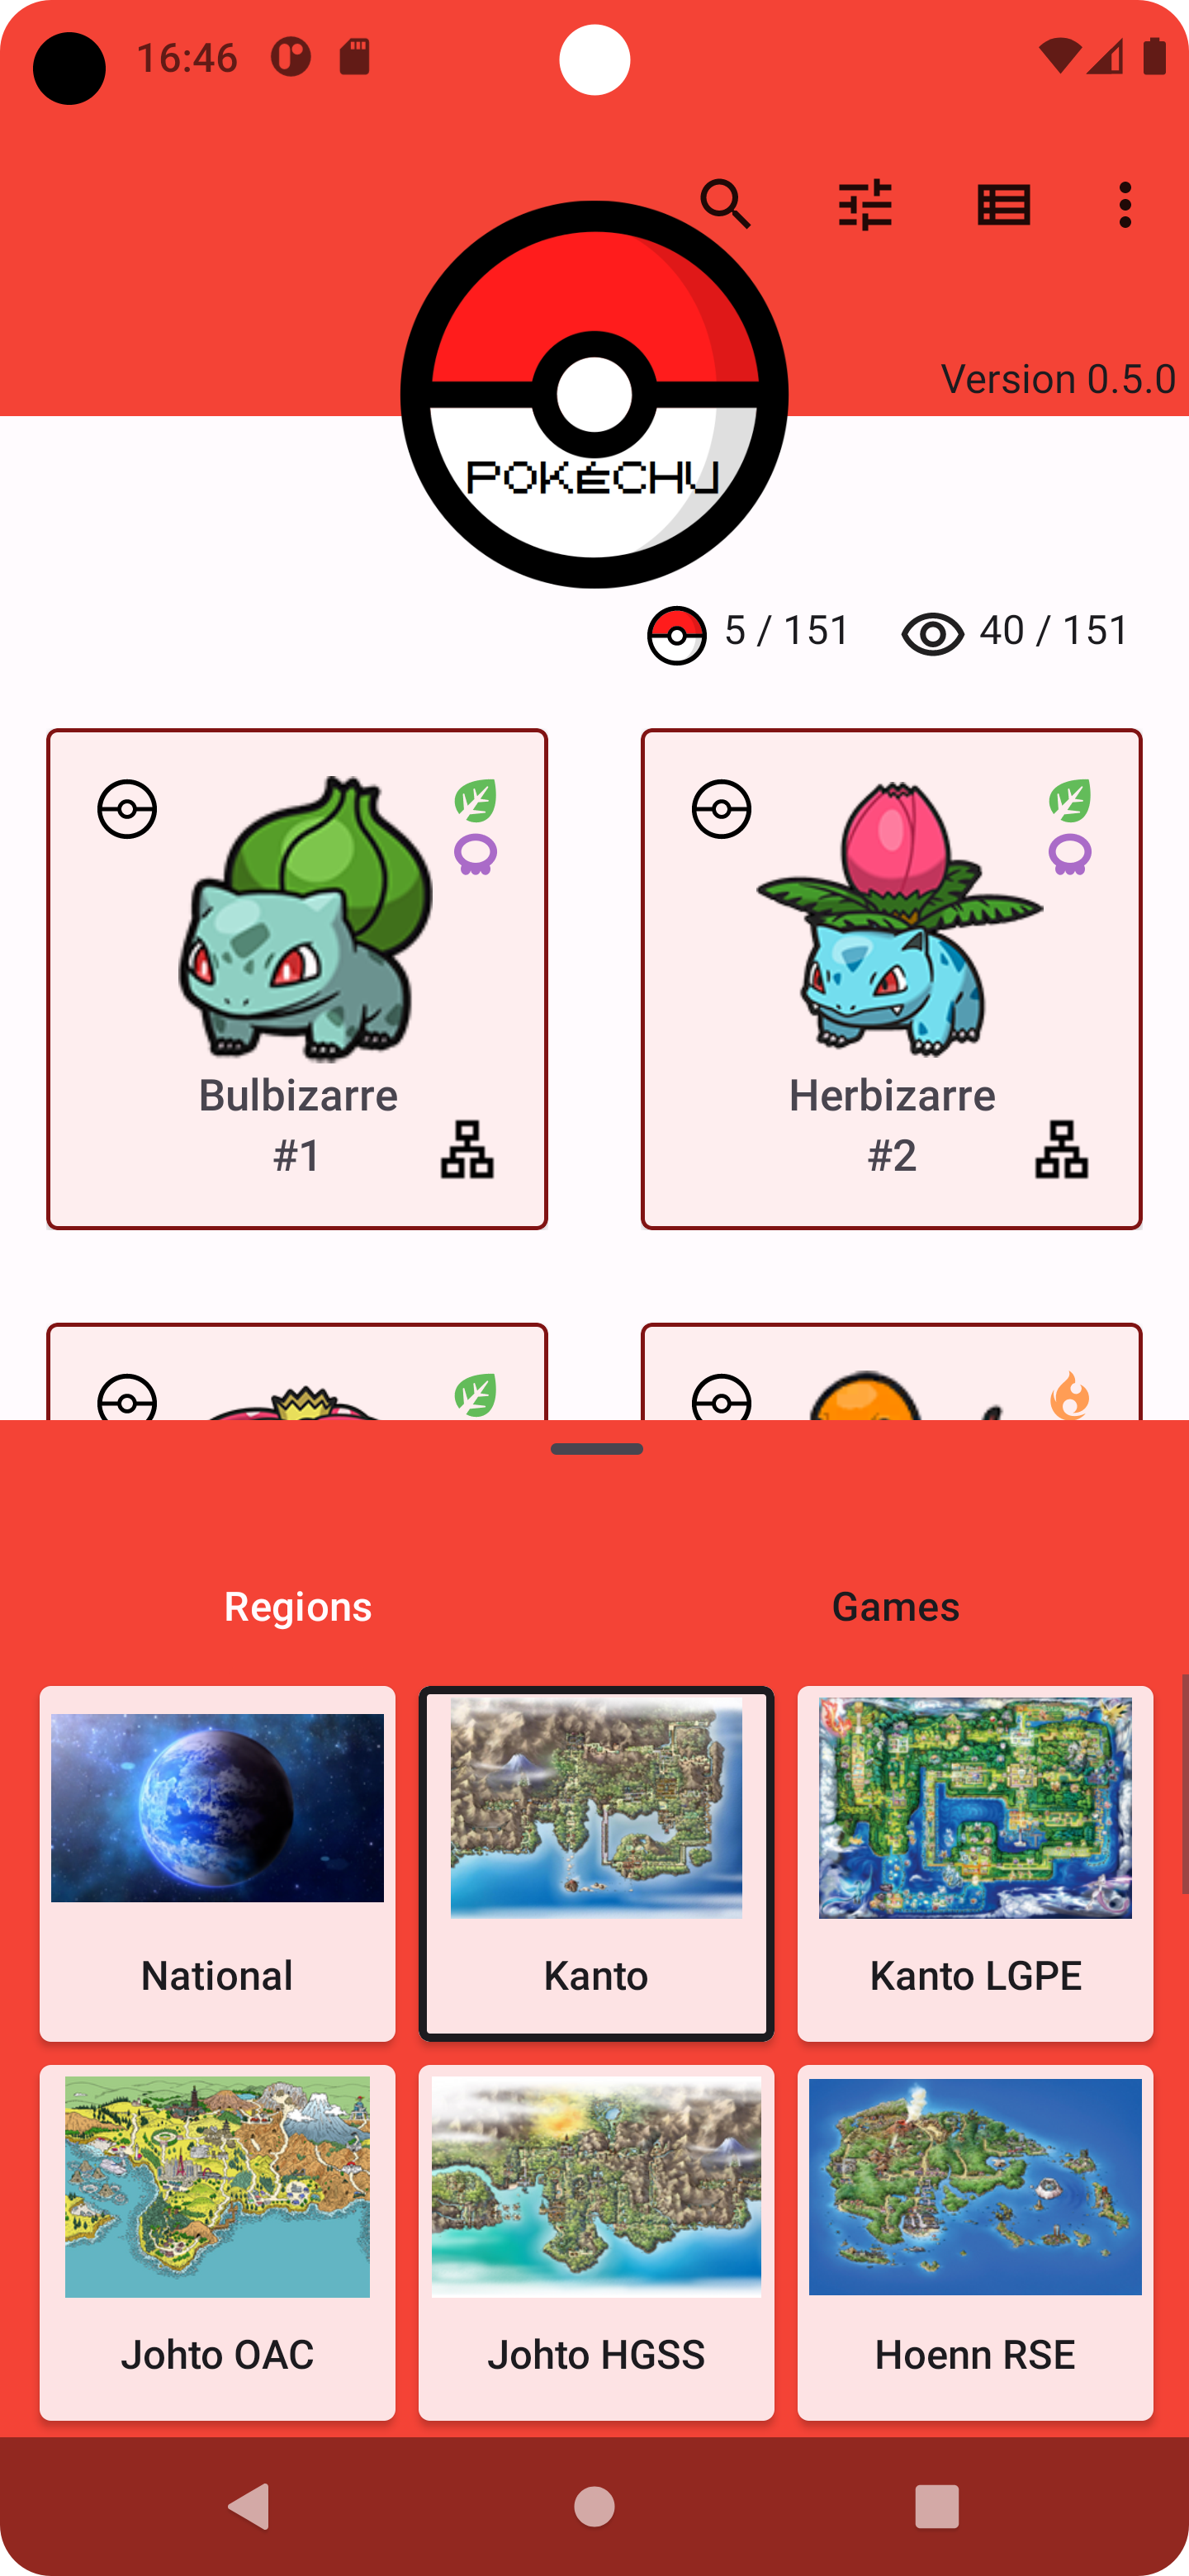 16:46
Version 0.5.0
POKÉCHU
5 / 151 40 / 151
Bulbizarre Herbizarre
#1 #2
Regions Games
National Kanto Kanto LGPE
Johto OAC Johto HGSS Hoenn RSE